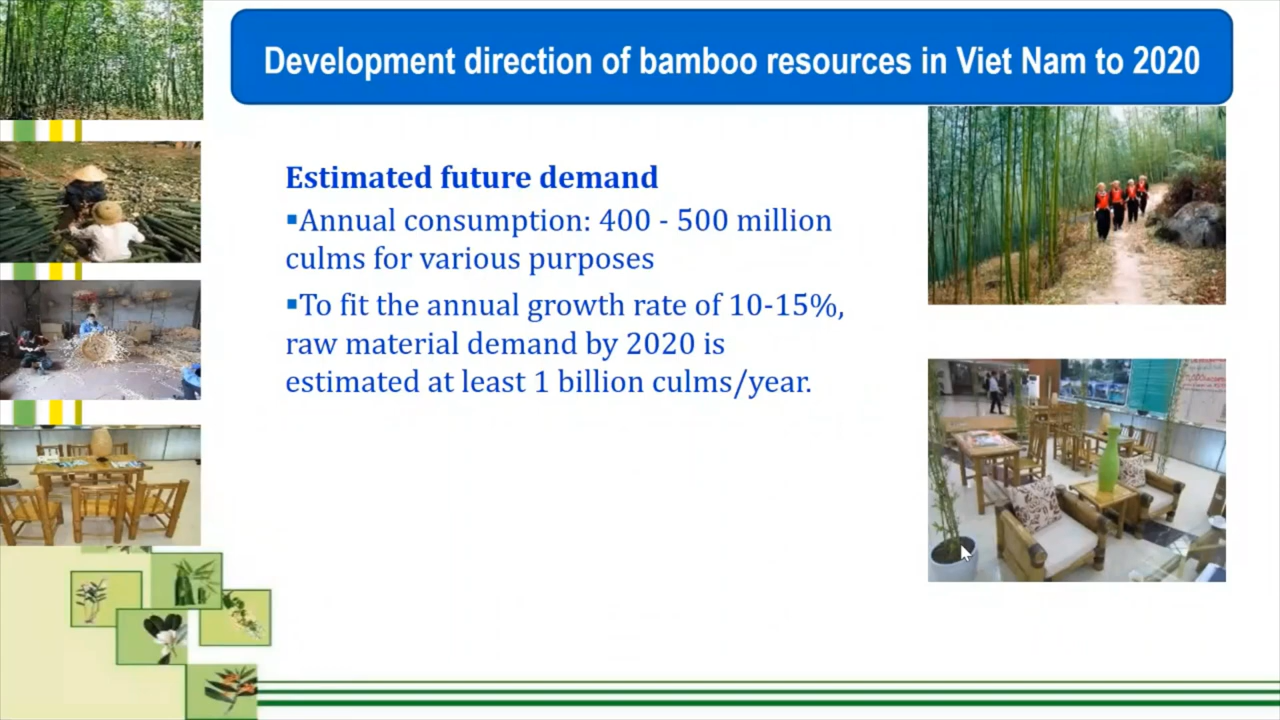 Development direction of bamboo resources in Viet Nam to 2020
Estimated future demand
▪Annual consumption: 400 - 500 million
culms for various purposes
▪To fit the annual growth rate of 10-15%,
raw material demand by 2020 is
estimated at least 1 billion culms/year.